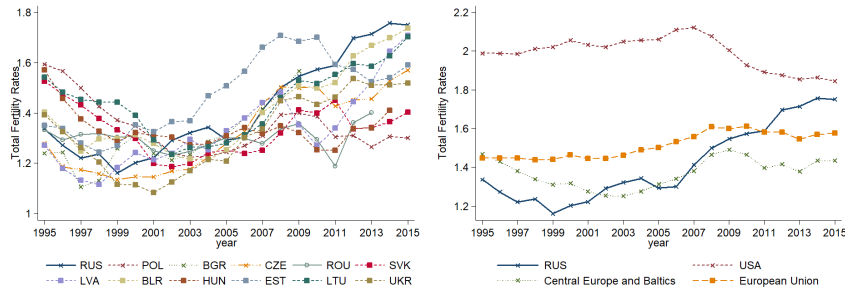 Total Fertility Rates
1.8
1.6
1.4
1.2
1
1995 1997 1999 2001 2003 2005 2007 2009 2011 2013 2015
year
RUS POL BGR CZE ROU SVK
LVA BLR HUN EST LTU UKR
Total Fertility Rates
2.2
2
1.8
1.6
1.4
1.2
1995 1997 1999 2001 2003 2005 2007 2009 2011 2013 2015
year
RUS USA
Central Europe and Baltics European Union